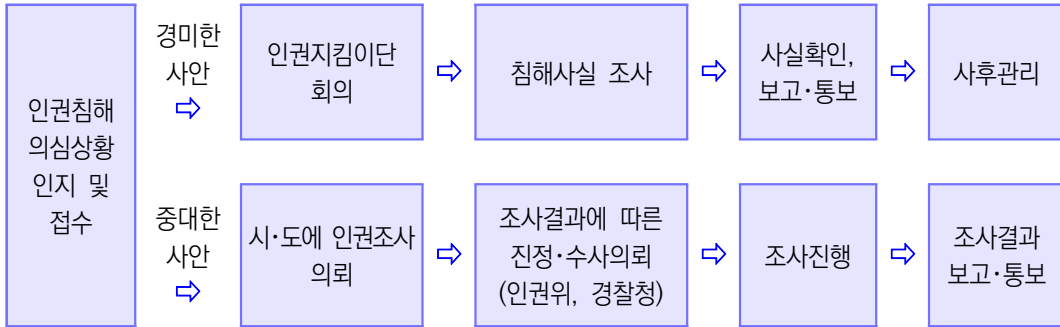 인권침해
의심상황
인지 및
접수
경미한
사안
⇨
인권지킴이단
회의
⇨
침해사실 조사
⇨
사실확인,
보고･통보
⇨
사후관리
중대한
사안
⇨
시･도에 인권조사
의뢰
⇨
조사결과에 따른
진정･수사의뢰
(인권위, 경찰청)
⇨
조사진행
⇨
조사결과
보고･통보